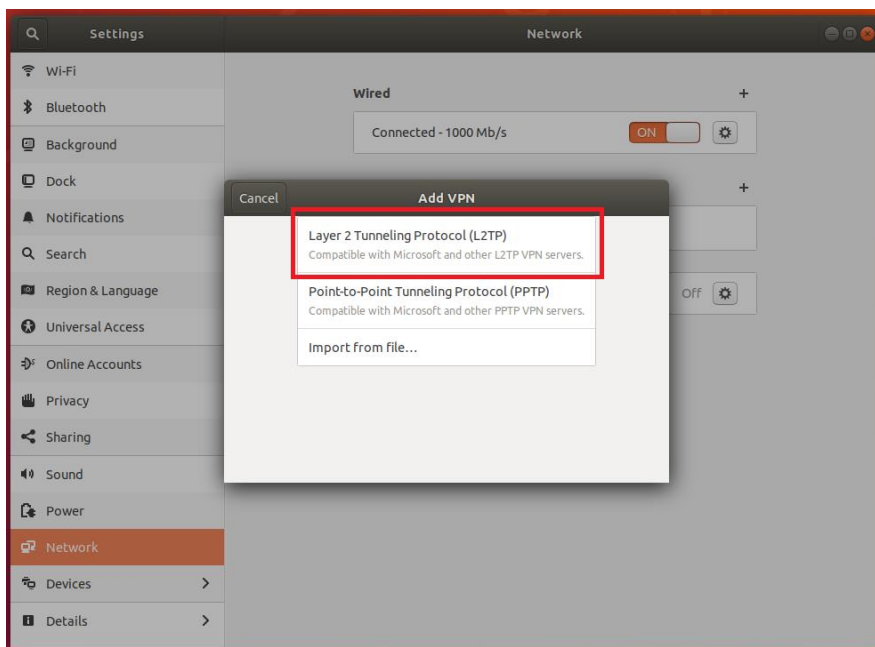 Settings
Network
Wi-Fi
Bluetooth
Background
Dock
Notifications
Search
Region & Language
Universal Access
Online Accounts
Privacy
Sharing
Sound
Power
Network
Devices
Details
Wired
Connected - 1000 Mb/s
ON
Cancel
Add VPN
Layer 2 Tunneling Protocol (L2TP)
Compatible with Microsoft and other L2TP VPN servers.
Point-to-Point Tunneling Protocol (PPTP)
Compatible with Microsoft and other PPTP VPN servers.
Import from file…
Off